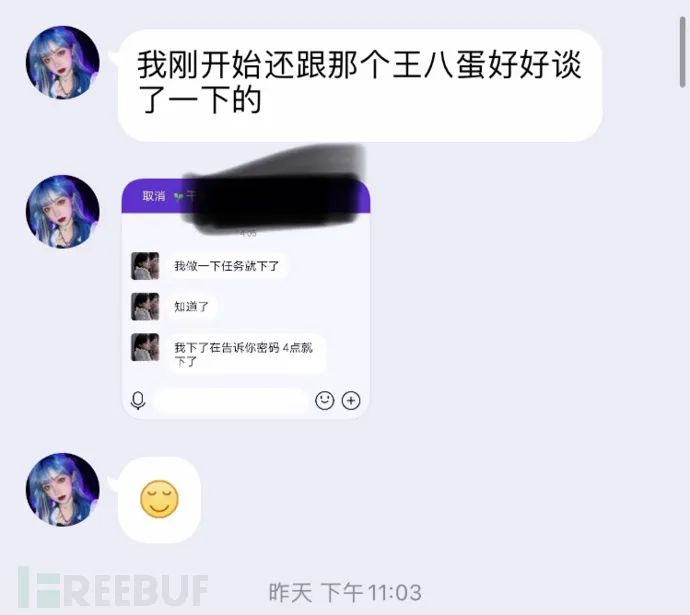 我刚开始还跟那个王八蛋好好谈
了一下的
取消
4:05
我做一下任务就下了
知道了
我下了在告诉你密码 4点就
下了
昨天 下午11:03
FREEBUF